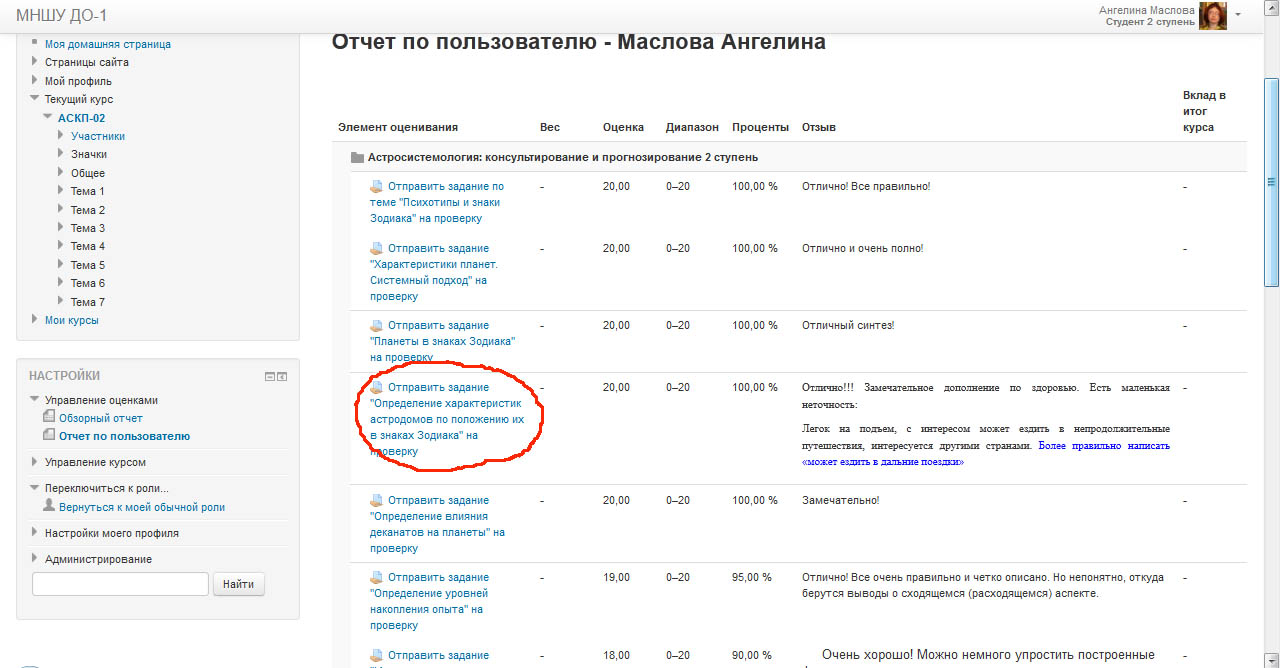 МНШУ ДО-1
Ангелина Маслова
Студент 2 ступень
Моя домашняя страница
Страницы сайта
Мой профиль
Текущий курс
АСКП-02
Участники
Значки
Общее
Тема 1
Тема 2
Тема 3
Тема 4
Тема 5
Тема 6
Тема 7
Мои курсы
НАСТРОЙКИ
Управление оценками
Обзорный отчет
Отчет по пользователю
Управление курсом
Переключиться к роли...
Вернуться к моей обычной роли
Настройки моего профиля
Администрирование
Найти
Отчет по пользователю - Маслова Ангелина
Элемент оценивания Вес Оценка Диапазон Проценты Отзыв Вклад в
итог
курса
Астросистемология: консультирование и прогнозирование 2 ступень
Отправить задание по - 20,00 0–20 100,00 % Отлично! Все правильно! -
теме "Психотипы и знаки
Зодиака" на проверку
Отправить задание - 20,00 0–20 100,00 % Отлично и очень полно! -
"Характеристики планет.
Системный подход" на
проверку
Отправить задание - 20,00 0–20 100,00 % Отличный синтез! -
"Планеты в знаках Зодиака"
на проверку
Отправить задание - 20,00 0–20 100,00 % Отлично!!! Замечательное дополнение по здоровью. Есть маленькая -
"Определение характеристик
астродомов по положению их
в знаках Зодиака" на
проверку
неточность:
Легок на подъем, с интересом может ездить в непродолжительные
путешествия, интересуется другими странами. Более правильно написать
«может ездить в дальние поездки»
Отправить задание - 20,00 0–20 100,00 % Замечательно! -
"Определение влияния
деканатов на планеты" на
проверку
Отправить задание - 19,00 0–20 95,00 % Отлично! Все очень правильно и четко описано. Но непонятно, откуда -
"Определение уровней
накопления опыта" на
проверку
берутся выводы о сходящемся (расходящемся) аспекте.
Отправить задание - 18,00 0–20 90,00 % Очень хорошо! Можно немного упростить построенные -